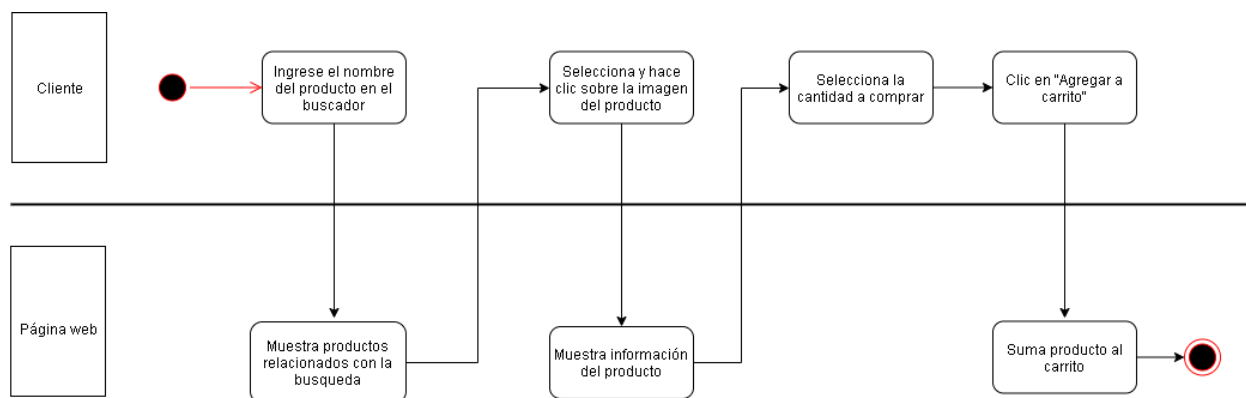 Cliente
Ingrese el nombre
del producto en el
buscador
Selecciona y hace
clic sobre la imagen
del producto
Selecciona la
cantidad a comprar
Clic en "Agregar a
carrito"
Página web
Muestra productos
relacionados con la
busqueda
Muestra información
del producto
Suma producto al
carrito